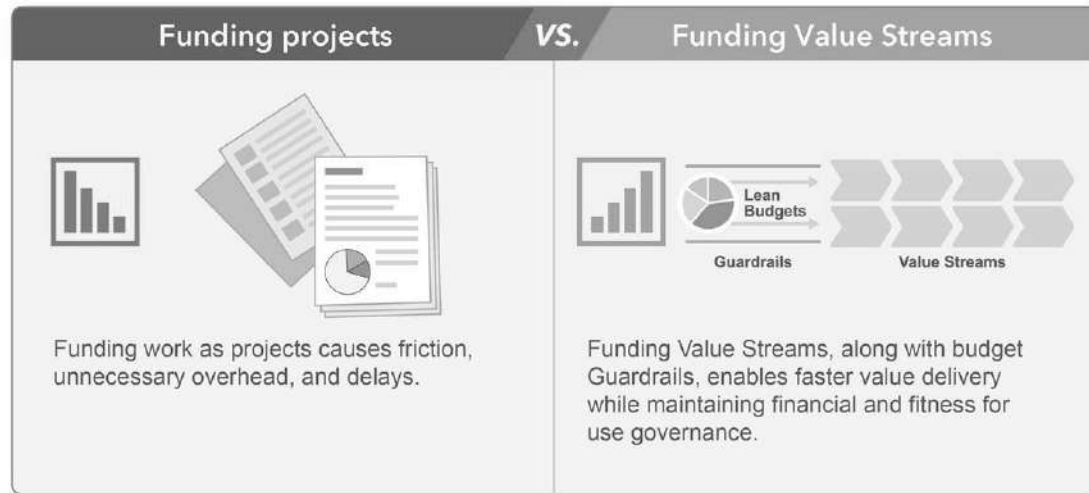 Funding projects
VS.
Funding Value Streams
Funding work as projects causes friction,
unnecessary overhead, and delays.
Lean
Budgets
Guardrails
Value Streams
Funding Value Streams, along with budget
Guardrails, enables faster value delivery
while maintaining financial and fitness for
use governance.